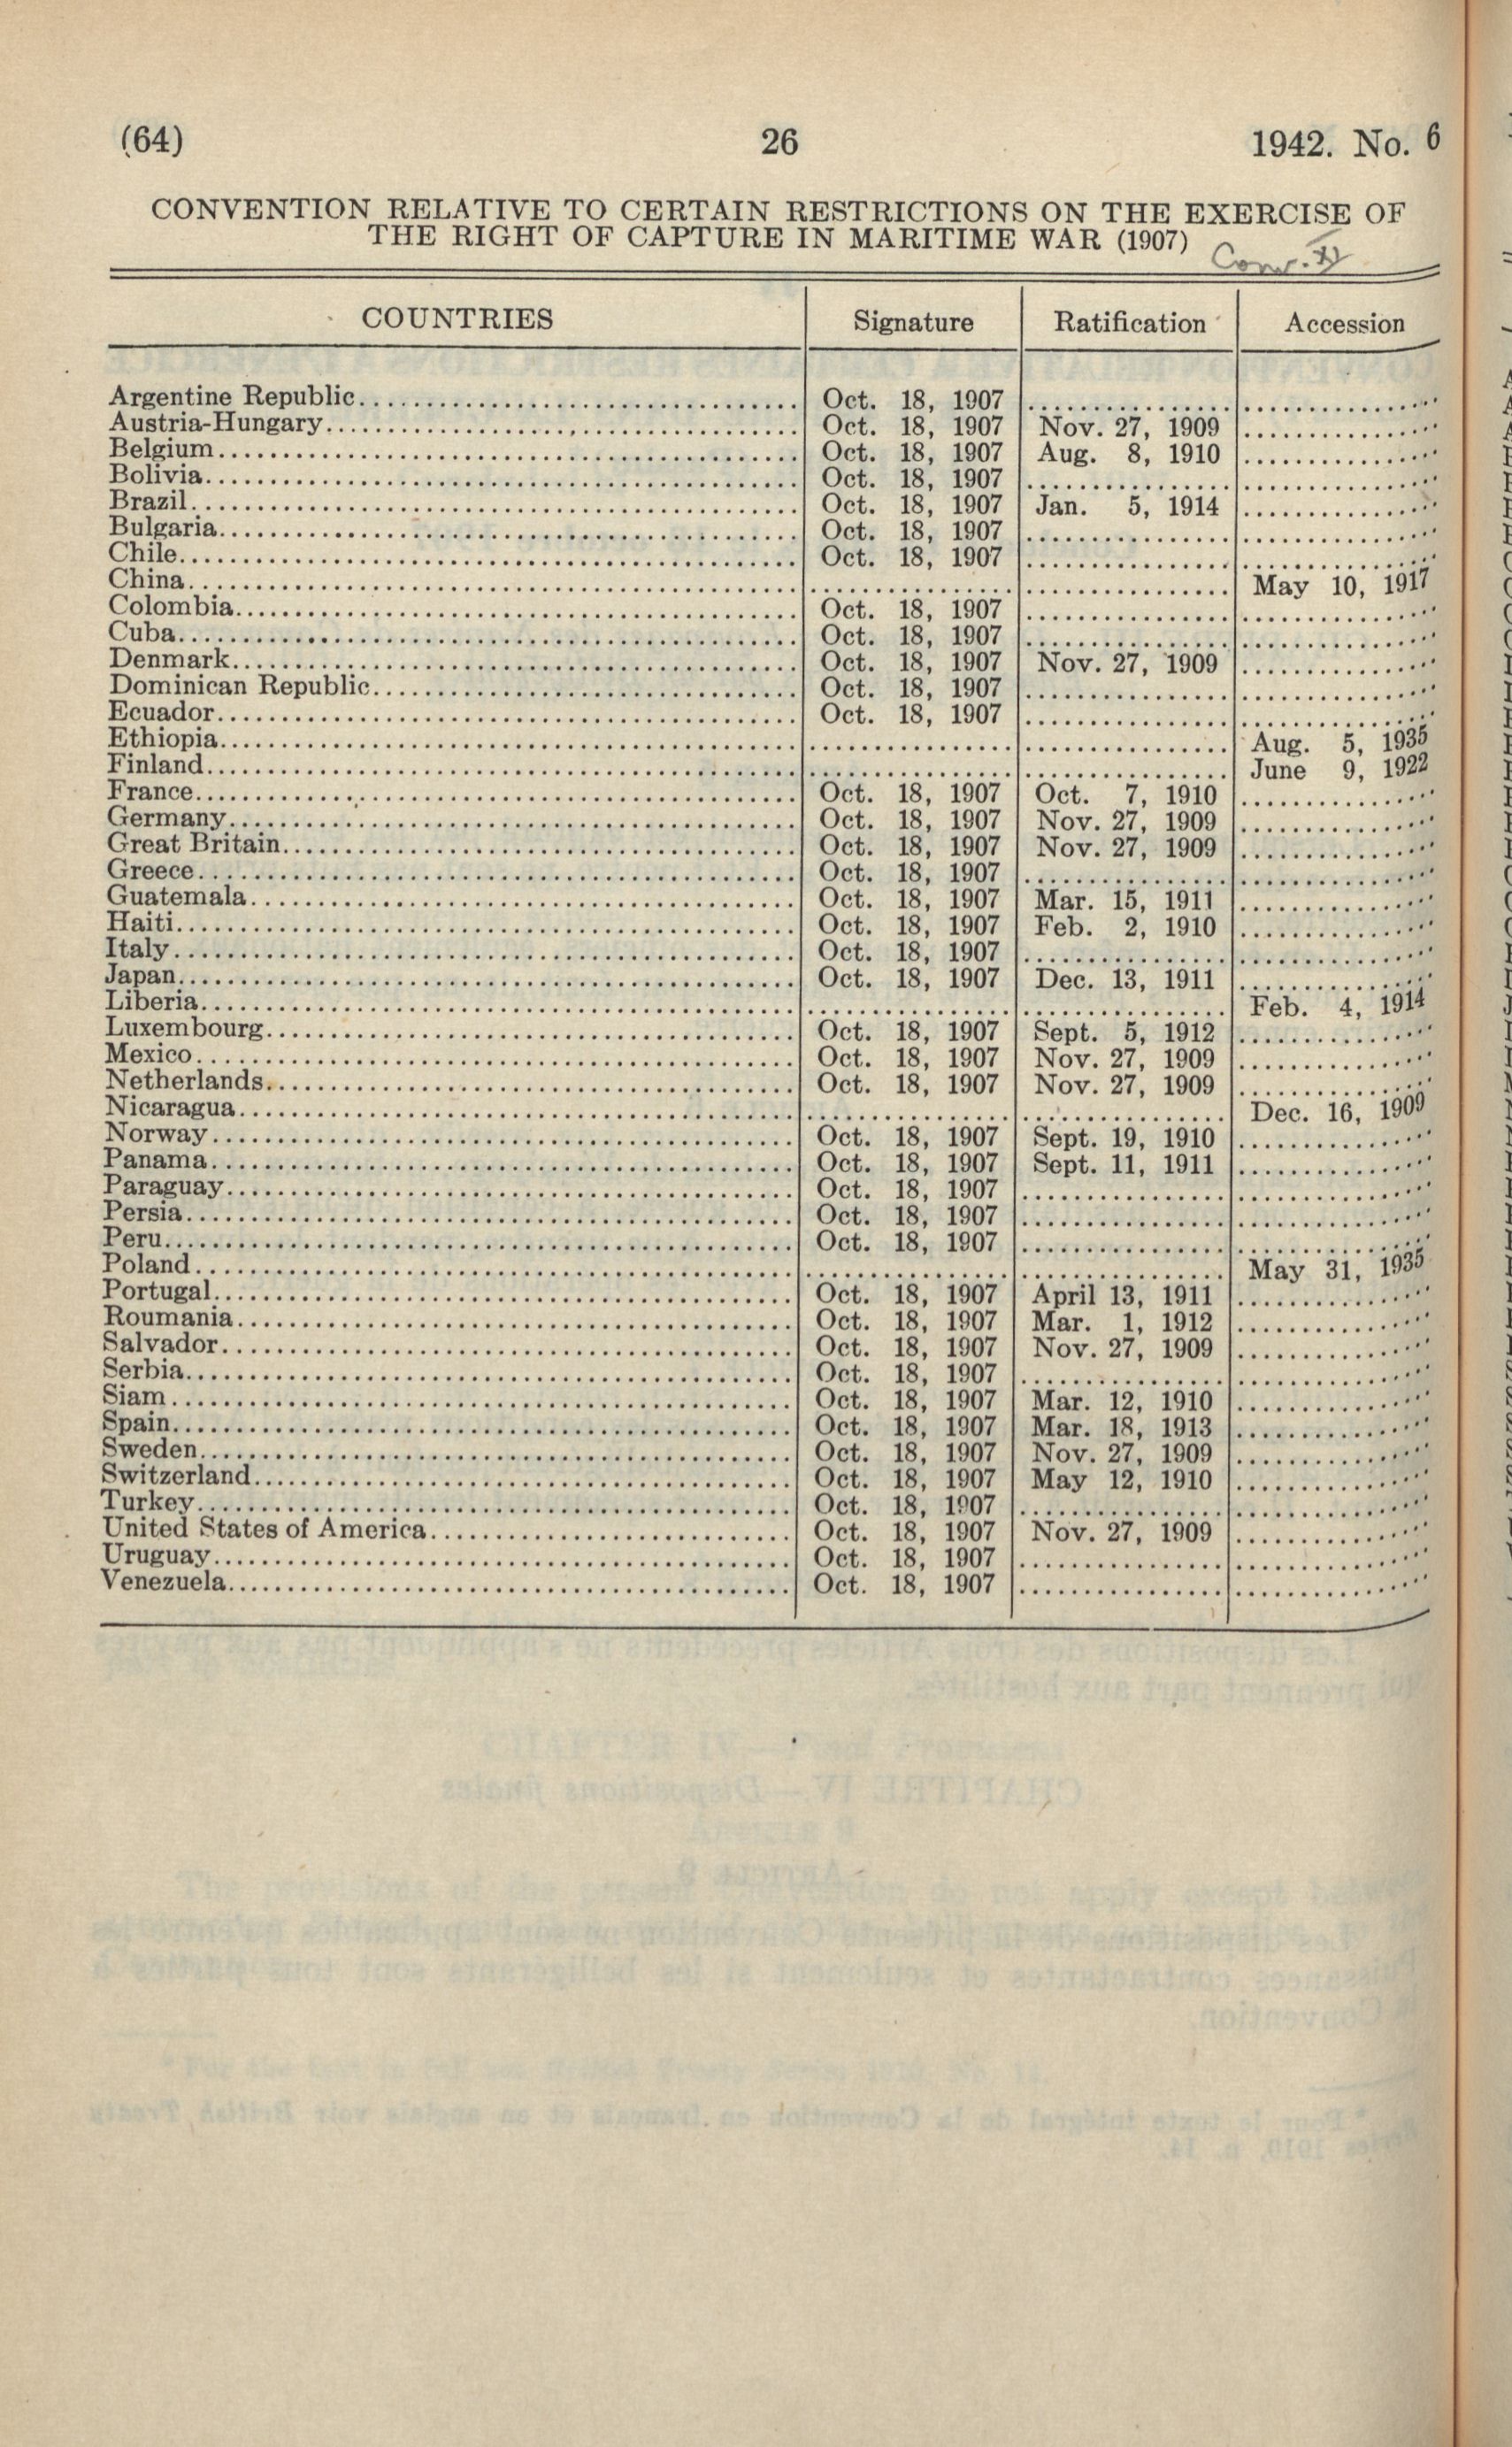 (64) 26 1942. No. 6
CONVENTION RELATIVE TO CERTAIN RESTRICTIONS ON THE EXERCISE OF
THE RIGHT OF CAPTURE IN MARITIME WAR (1907)
Conv. XI
COUNTRIES Signature Ratification Accession
Argentine Republic Oct. 18, 1907
Austria-Hungary Oct. 18, 1907 Nov. 27, 1909
Belgium Oct. 18, 1907 Aug. 8, 1910
Bolivia Oct. 18, 1907
Brazil Oct. 18, 1907 Jan. 5, 1914
Bulgaria Oct. 18, 1907
Chile Oct. 18, 1907
China May 10, 1917
Colombia Oct. 18, 1907
Cuba Oct. 18, 1907
Denmark Oct. 18, 1907 Nov. 27, 1909
Dominican Republic Oct. 18, 1907
Ecuador Oct. 18, 1907
Ethiopia Aug. 5, 1935
Finland June 9, 1922
France Oct. 18, 1907 Oct. 7, 1910
Germany Oct. 18, 1907 Nov. 27, 1909
Great Britain Oct. 18, 1907 Nov. 27, 1909
Greece Oct. 18, 1907
Guatemala Oct. 18, 1907 Mar. 15, 1911
Haiti Oct. 18, 1907 Feb. 2, 1910
Italy Oct. 18, 1907
Japan Oct. 18, 1907 Dec. 13, 1911
Liberia Feb. 4, 1914
Luxembourg Oct. 18, 1907 Sept. 5, 1912
Mexico Oct. 18, 1907 Nov. 27, 1909
Netherlands Oct. 18, 1907 Nov. 27, 1909
Nicaragua Dec. 16, 1909
Norway Oct. 18, 1907 Sept. 19, 1910
Panama Oct. 18, 1907 Sept. 11, 1911
Paraguay Oct. 18, 1907
Persia Oct. 18, 1907
Peru Oct. 18, 1907
Poland May 31, 1935
Portugal Oct. 18, 1907 April 13, 1911
Roumania Oct. 18, 1907 Mar. 1, 1912
Salvador Oct. 18, 1907 Nov. 27, 1909
Serbia Oct. 18, 1907
Siam Oct. 18, 1907 Mar. 12, 1910
Spain Oct. 18, 1907 Mar. 18, 1913
Sweden Oct. 18, 1907 Nov. 27, 1909
Switzerland Oct. 18, 1907 May 12, 1910
Turkey Oct. 18, 1907
United States of America Oct. 18, 1907 Nov. 27, 1909
Uruguay Oct. 18, 1907
Venezuela Oct. 18, 1907